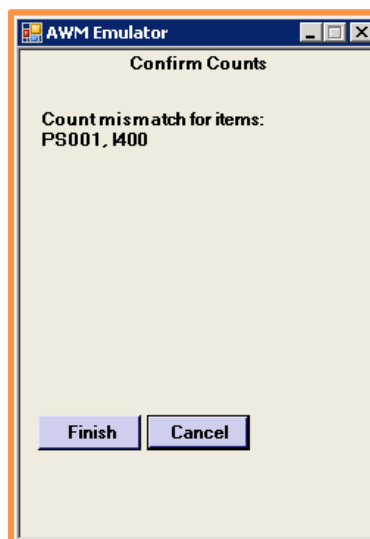 AWM Emulator
Confirm Counts
Count mismatch for items:
PS001, I400
Finish Cancel